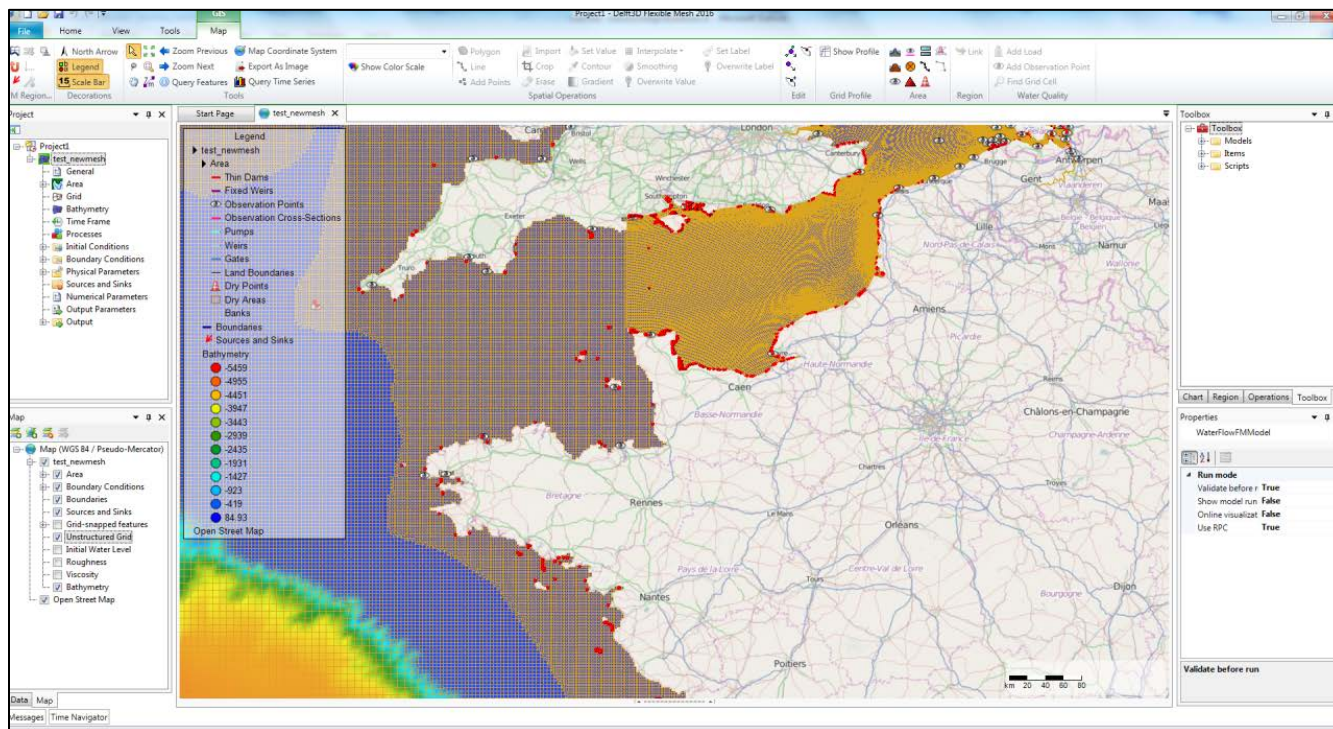 Project1 - Delft3D Flexible Mesh 2016
GIS
File Home View Tools Map
North Arrow
Legend
15 Scale Bar
Zoom Previous
Zoom Next
Query Features
Map Coordinate System
Export As Image
Query Time Series
Show Color Scale
Polygon
Line
Add Points
Import
Crop
Erase
Set Value
Contour
Gradient
Interpolate
Smoothing
Overwrite Value
Set Label
Overwrite Label
Show Profile
Link
Add Load
Add Observation Point
Find Grid Cell
M Region... Decorations Tools Spatial Operations Edit Grid Profile Area Region Water Quality
Project
Project1
test_newmesh
General
Area
Grid
Bathymetry
Time Frame
Processes
Initial Conditions
Boundary Conditions
Physical Parameters
Sources and Sinks
Numerical Parameters
Output Parameters
Output
Map
Map (WGS 84 / Pseudo-Mercator)
test_newmesh
Area
Boundary Conditions
Boundaries
Sources and Sinks
Grid-snapped features
Unstructured Grid
Initial Water Level
Roughness
Viscosity
Bathymetry
Open Street Map
Data Map
Messages Time Navigator
Start Page test_newmesh
Legend
test_newmesh
Area
Thin Dams
Fixed Weirs
Observation Points
Observation Cross-Sections
Pumps
Weirs
Gates
Land Boundaries
Dry Points
Dry Areas
Banks
Boundaries
Sources and Sinks
Bathymetry
-5459
-4955
-4451
-3947
-3443
-2939
-2435
-1931
-1427
-923
-419
84.93
Open Street Map
Bristol
London
Wells
Canterbury
Winchester
Southampton
Exeter
Truro
Brugge
Antwerpen
Gent
Lille
Mons
Namur
Wallonie
Nord-Pas-de-Calais
Amiens
Picardie
Haute-Normandie
Caen
Reims
Basse-Normandie
Châlons-en-Champagne
Champagne-Ardenne
Chartres
Troyes
Bretagne
Rennes
Le Mans
Orléans
Pays de la Loire
Tours
Centre-Val de Loire
Nantes
Dijon
Bourgogne
Poitiers
km 20 40 60 80
Toolbox
Toolbox
Models
Items
Scripts
Chart Region Operations Toolbox
Properties
WaterFlowFMModel
Run mode
Validate before r True
Show model run False
Online visualizat False
Use RPC True
Validate before run